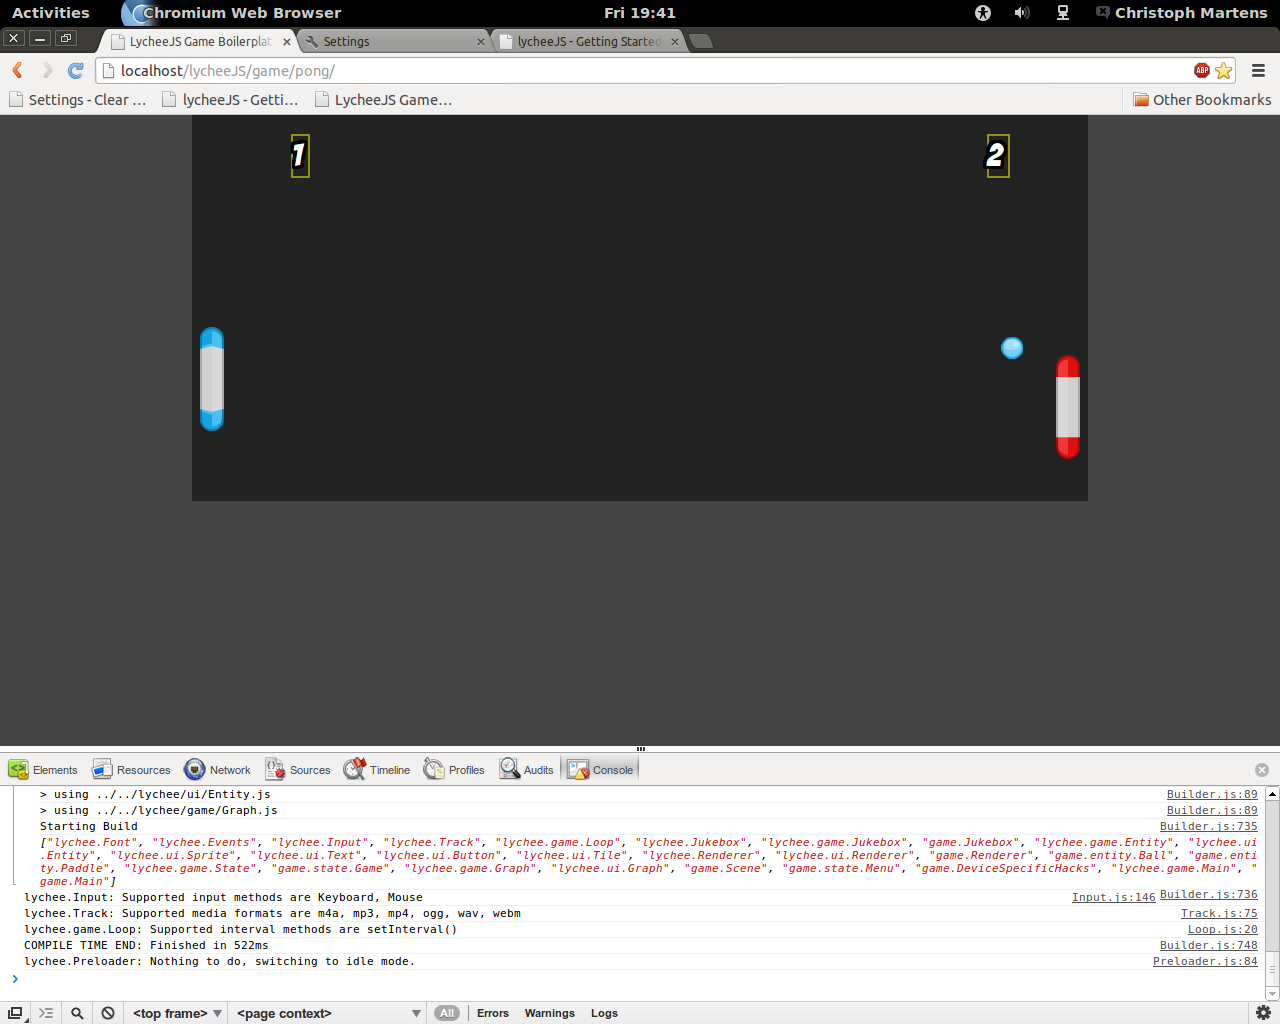 Activities Chromium Web Browser Fri 19:41 Christoph Martens
LycheeJS Game Boilerplat Settings lycheeJS - Getting Started
localhost/lycheeJS/game/pong/ ABP
Settings - Clear ... lycheeJS - Getti... LycheeJS Game... Other Bookmarks
1 2
Elements Resources Network Sources Timeline Profiles Audits Console
> using ../../lychee/ui/Entity.js Builder.js:89
> using ../../lychee/game/Graph.js Builder.js:89
Starting Build Builder.js:735
["lychee.Font", "lychee.Events", "lychee.Input", "lychee.Track", "lychee.game.Loop", "lychee.Jukebox", "lychee.game.Jukebox", "game.Jukebox", "lychee.game.Entity", "lychee.ui
.Entity", "lychee.ui.Sprite", "lychee.ui.Text", "lychee.ui.Button", "lychee.ui.Tile", "lychee.Renderer", "lychee.ui.Renderer", "game.Renderer", "game.entity.Ball", "game.enti
ty.Paddle", "lychee.game.State", "game.state.Game", "lychee.game.Graph", "lychee.ui.Graph", "game.Scene", "game.state.Menu", "game.DeviceSpecificHacks", "lychee.game.Main", "
game.Main"] Builder.js:736
lychee.Input: Supported input methods are Keyboard, Mouse Input.js:146
lychee.Track: Supported media formats are m4a, mp3, mp4, ogg, wav, webm Track.js:75
lychee.game.Loop: Supported interval methods are setInterval() Loop.js:20
COMPILE TIME END: Finished in 522ms Builder.js:748
lychee.Preloader: Nothing to do, switching to idle mode. Preloader.js:84
>
<top frame> <page context> All Errors Warnings Logs